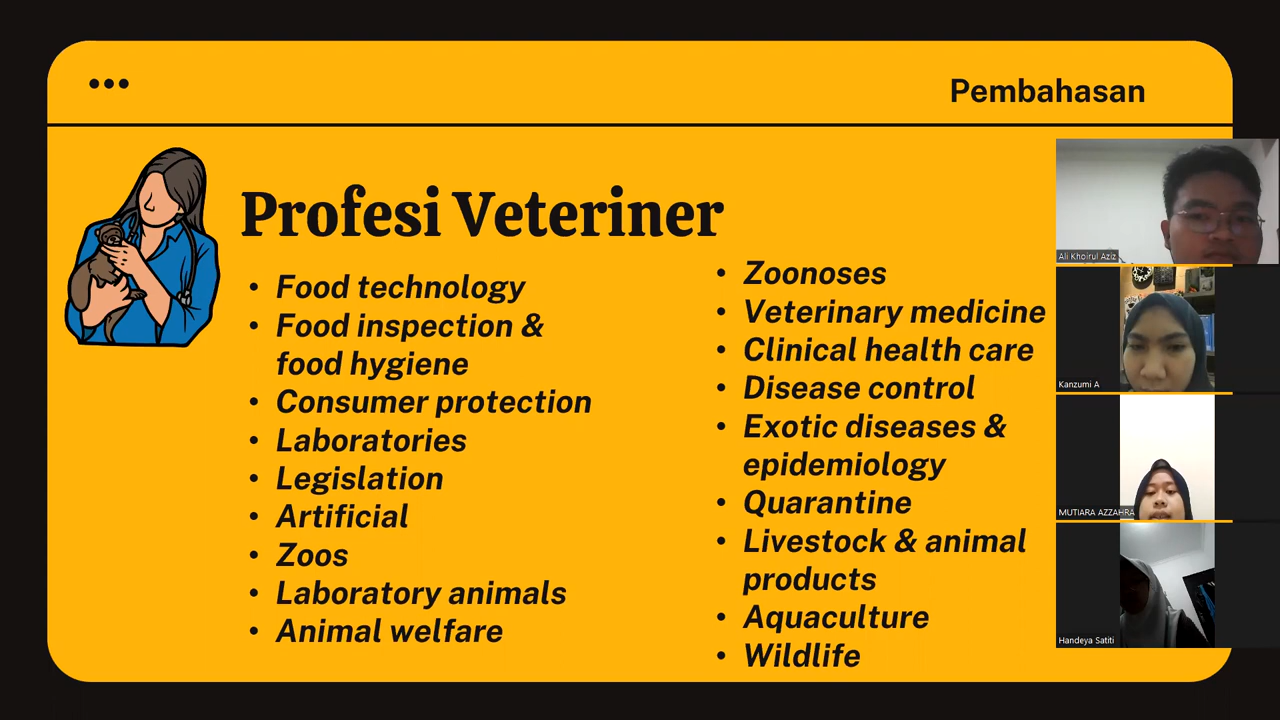 Pembahasan
Profesi Veteriner
• Food technology
• Food inspection &
food hygiene
• Consumer protection
• Laboratories
• Legislation
• Artificial
• Zoos
• Laboratory animals
• Animal welfare
• Zoonoses
• Veterinary medicine
• Clinical health care
• Disease control
• Exotic diseases &
epidemiology
• Quarantine
• Livestock & animal
products
• Aquaculture
• Wildlife
Ali Khoirul Aziz
Kanzumi A
MUTIARA AZZAHRA
Handeya Satiti